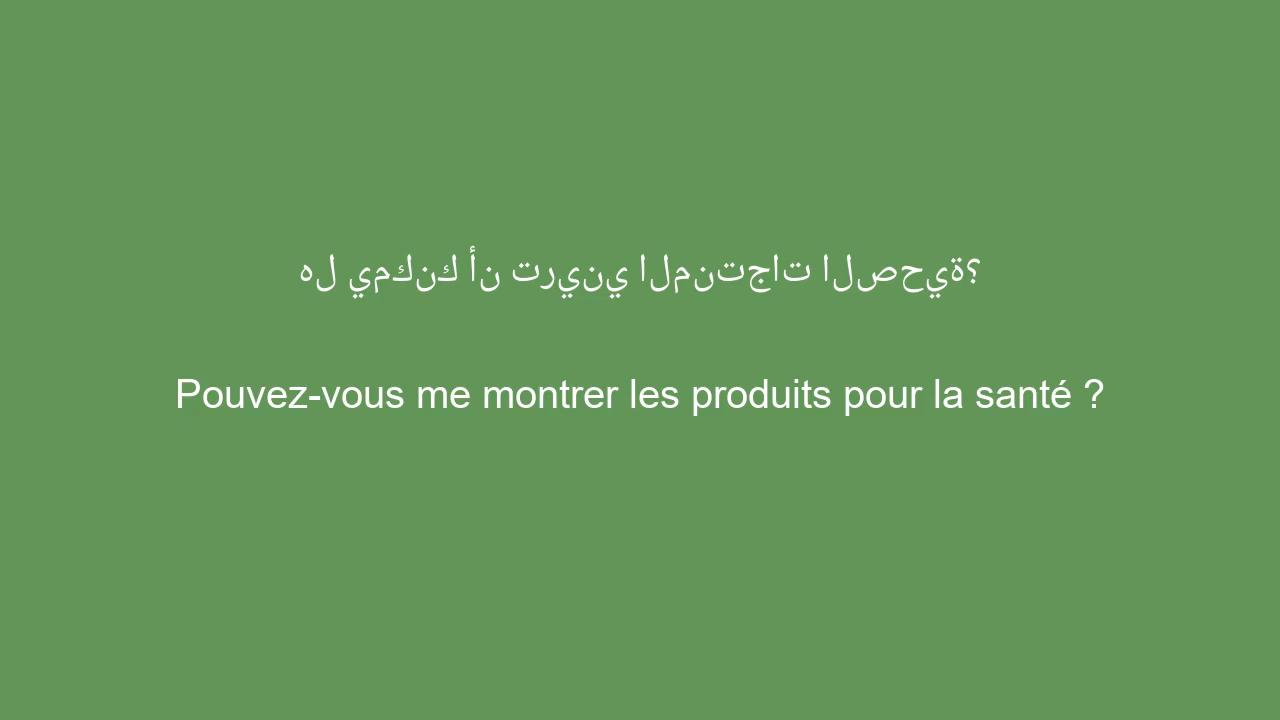 هل يمكنك أن تريني المنتجات الصحية؟
Pouvez-vous me montrer les produits pour la santé ?